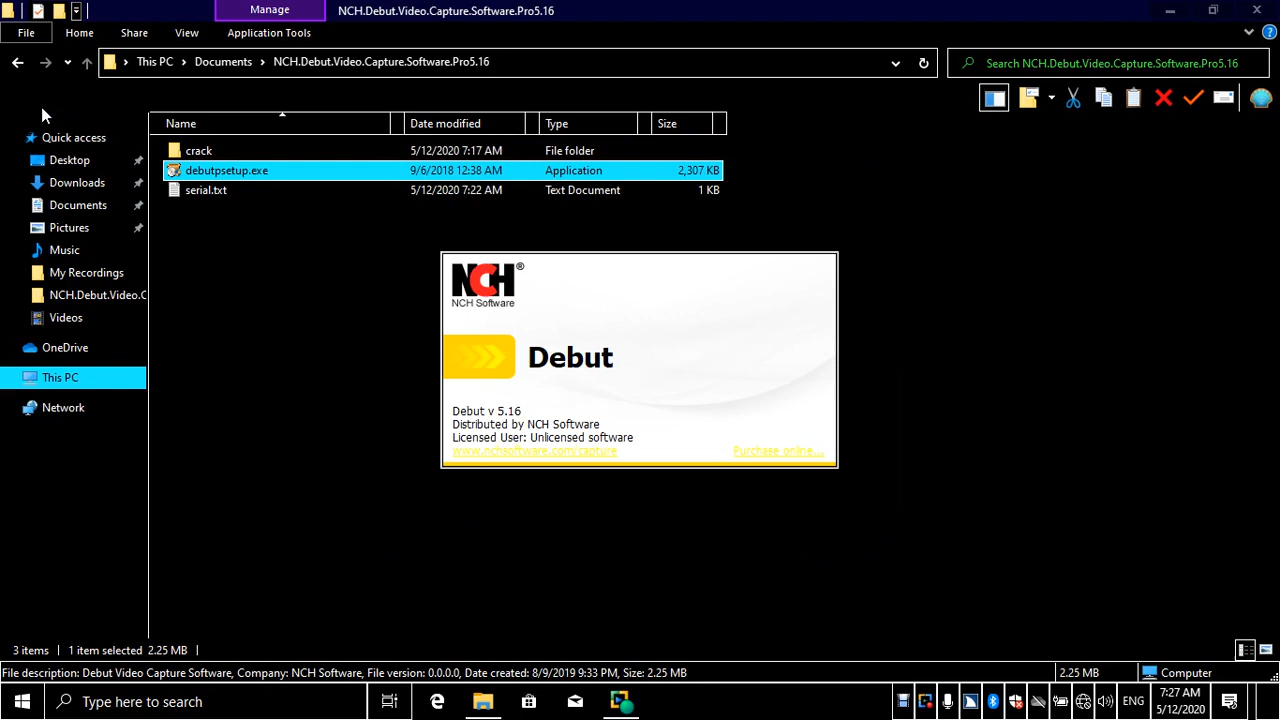 Manage
NCH.Debut.Video.Capture.Software.Pro5.16
File
Home
Share
View
Application Tools
This PC
Documents
NCH.Debut.Video.Capture.Software.Pro5.16
Search NCH.Debut.Video.Capture.Software.Pro5.16
Name
Date modified
Type
Size
Quick access
Desktop
Downloads
Documents
Pictures
Music
My Recordings
NCH.Debut.Video.C
Videos
OneDrive
This PC
Network
crack
5/12/2020 7:17 AM
File folder
debutpsetup.exe
9/6/2018 12:38 AM
Application
2,307 KB
serial.txt
5/12/2020 7:22 AM
Text Document
1 KB
NCH®
NCH Software
Debut
Debut v 5.16
Distributed by NCH Software
Licensed User: Unlicensed software
www.nchsoftware.com/capture
Purchase online...
3 items
1 item selected 2.25 MB
File description: Debut Video Capture Software, Company: NCH Software, File version: 0.0.0.0, Date created: 8/9/2019 9:33 PM, Size: 2.25 MB
2.25 MB
Computer
Type here to search
ENG
7:27 AM
5/12/2020